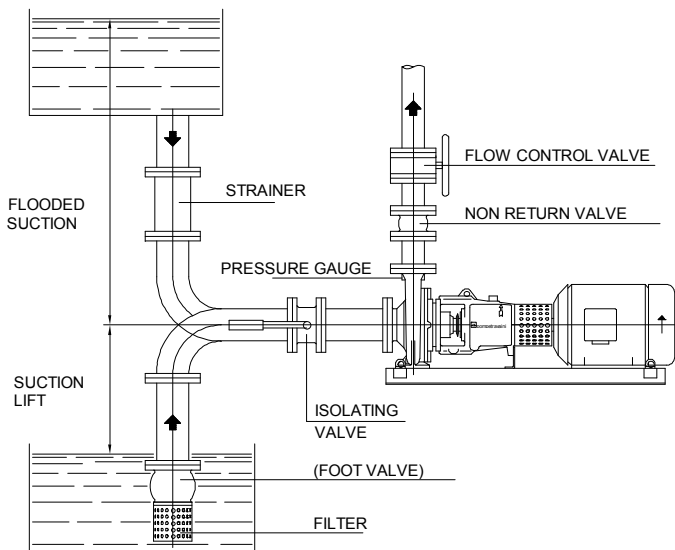 FLOW CONTROL VALVE
STRAINER
FLOODED
SUCTION
NON RETURN VALVE
PRESSURE GAUGE
SUCTION
LIFT
ISOLATING
VALVE
(FOOT VALVE)
FILTER